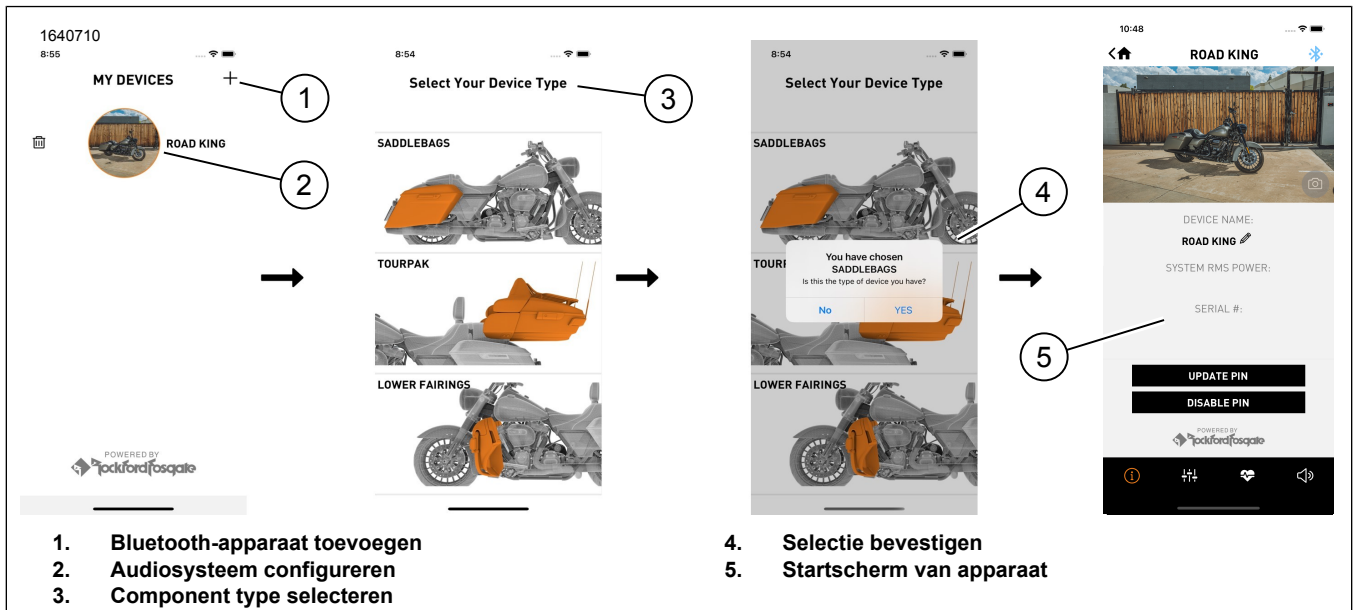 1640710
8:55
MY DEVICES +
1
ROAD KING
2
POWERED BY
Rockford Fosgate
8:54
Select Your Device Type
3
SADDLEBAGS
TOURPAK
LOWER FAIRINGS
8:54
Select Your Device Type
SADDLEBAGS
4
TOURP
You have chosen
SADDLEBAGS
Is this the type of device you have?
No YES
LOWER FAIRINGS
10:48
ROAD KING
DEVICE NAME:
ROAD KING
SYSTEM RMS POWER:
SERIAL #:
5
UPDATE PIN
DISABLE PIN
POWERED BY
Rockford Fosgate
1. Bluetooth-apparaat toevoegen
2. Audiosysteem configureren
3. Component type selecteren
4. Selectie bevestigen
5. Startscherm van apparaat